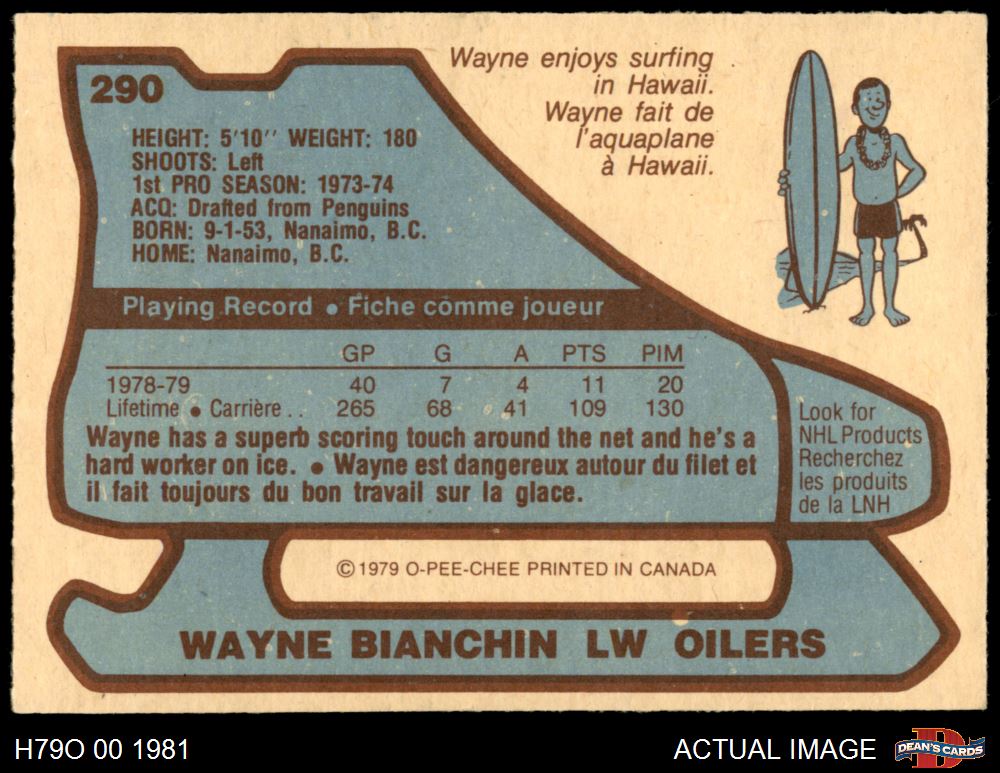 290
Wayne enjoys surfing
in Hawaii.
Wayne fait de
l'aquaplane
à Hawaii.
HEIGHT: 5'10'' WEIGHT: 180
SHOOTS: Left
1st PRO SEASON: 1973-74
ACQ: Drafted from Penguins
BORN: 9-1-53, Nanaimo, B.C.
HOME: Nanaimo, B.C.
Playing Record • Fiche comme joueur
GP G A PTS PIM
1978-79 40 7 4 11 20
Lifetime • Carrière . . 265 68 41 109 130
Wayne has a superb scoring touch around the net and he's a
hard worker on ice. • Wayne est dangereux autour du filet et
il fait toujours du bon travail sur la glace.
Look for
NHL Products
Recherchez
les produits
de la LNH
©1979 O-PEE-CHEE PRINTED IN CANADA
WAYNE BIANCHIN LW OILERS
H79O 00 1981
ACTUAL IMAGE
DEAN'S CARDS